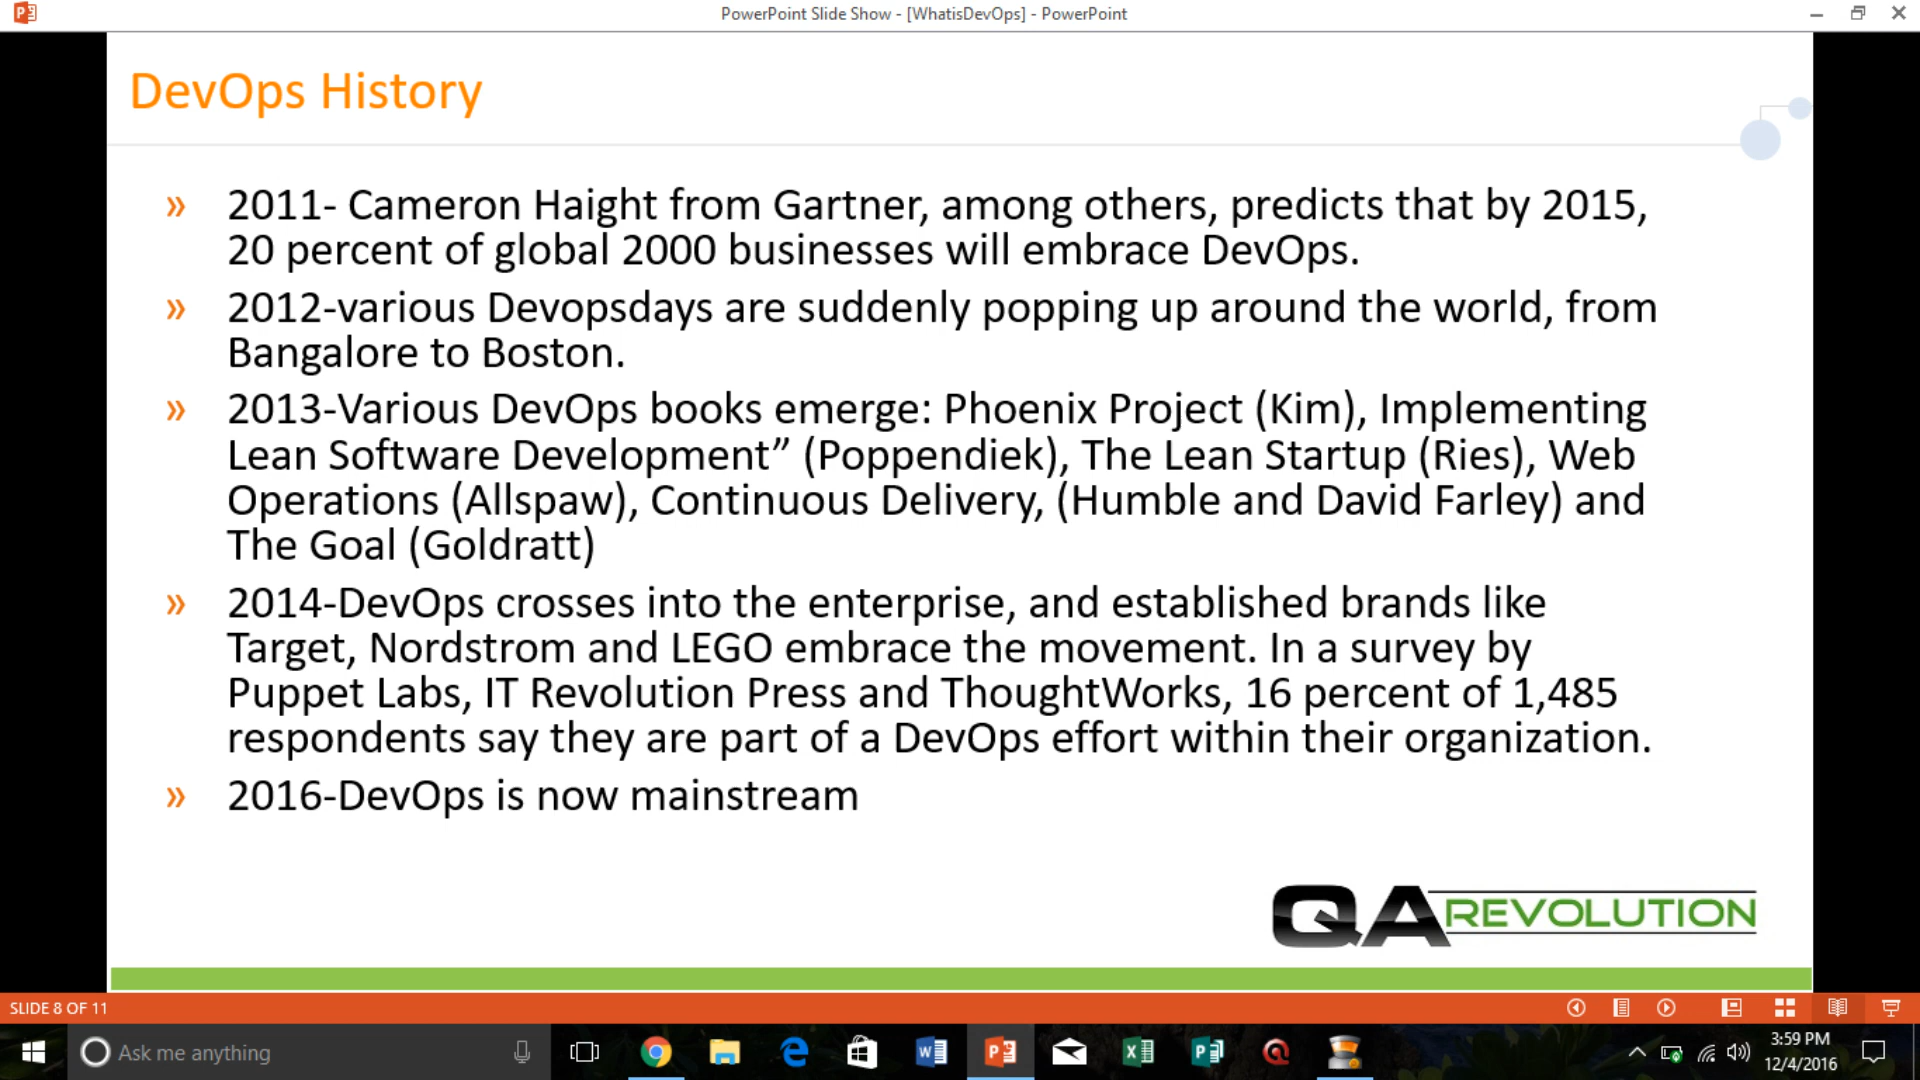 PowerPoint Slide Show - [WhatisDevOps] - PowerPoint
DevOps History
» 2011- Cameron Haight from Gartner, among others, predicts that by 2015,
20 percent of global 2000 businesses will embrace DevOps.
» 2012-various Devopsdays are suddenly popping up around the world, from
Bangalore to Boston.
» 2013-Various DevOps books emerge: Phoenix Project (Kim), Implementing
Lean Software Development” (Poppendiek), The Lean Startup (Ries), Web
Operations (Allspaw), Continuous Delivery, (Humble and David Farley) and
The Goal (Goldratt)
» 2014-DevOps crosses into the enterprise, and established brands like
Target, Nordstrom and LEGO embrace the movement. In a survey by
Puppet Labs, IT Revolution Press and ThoughtWorks, 16 percent of 1,485
respondents say they are part of a DevOps effort within their organization.
» 2016-DevOps is now mainstream
QA REVOLUTION
SLIDE 8 OF 11
Ask me anything
3:59 PM
12/4/2016